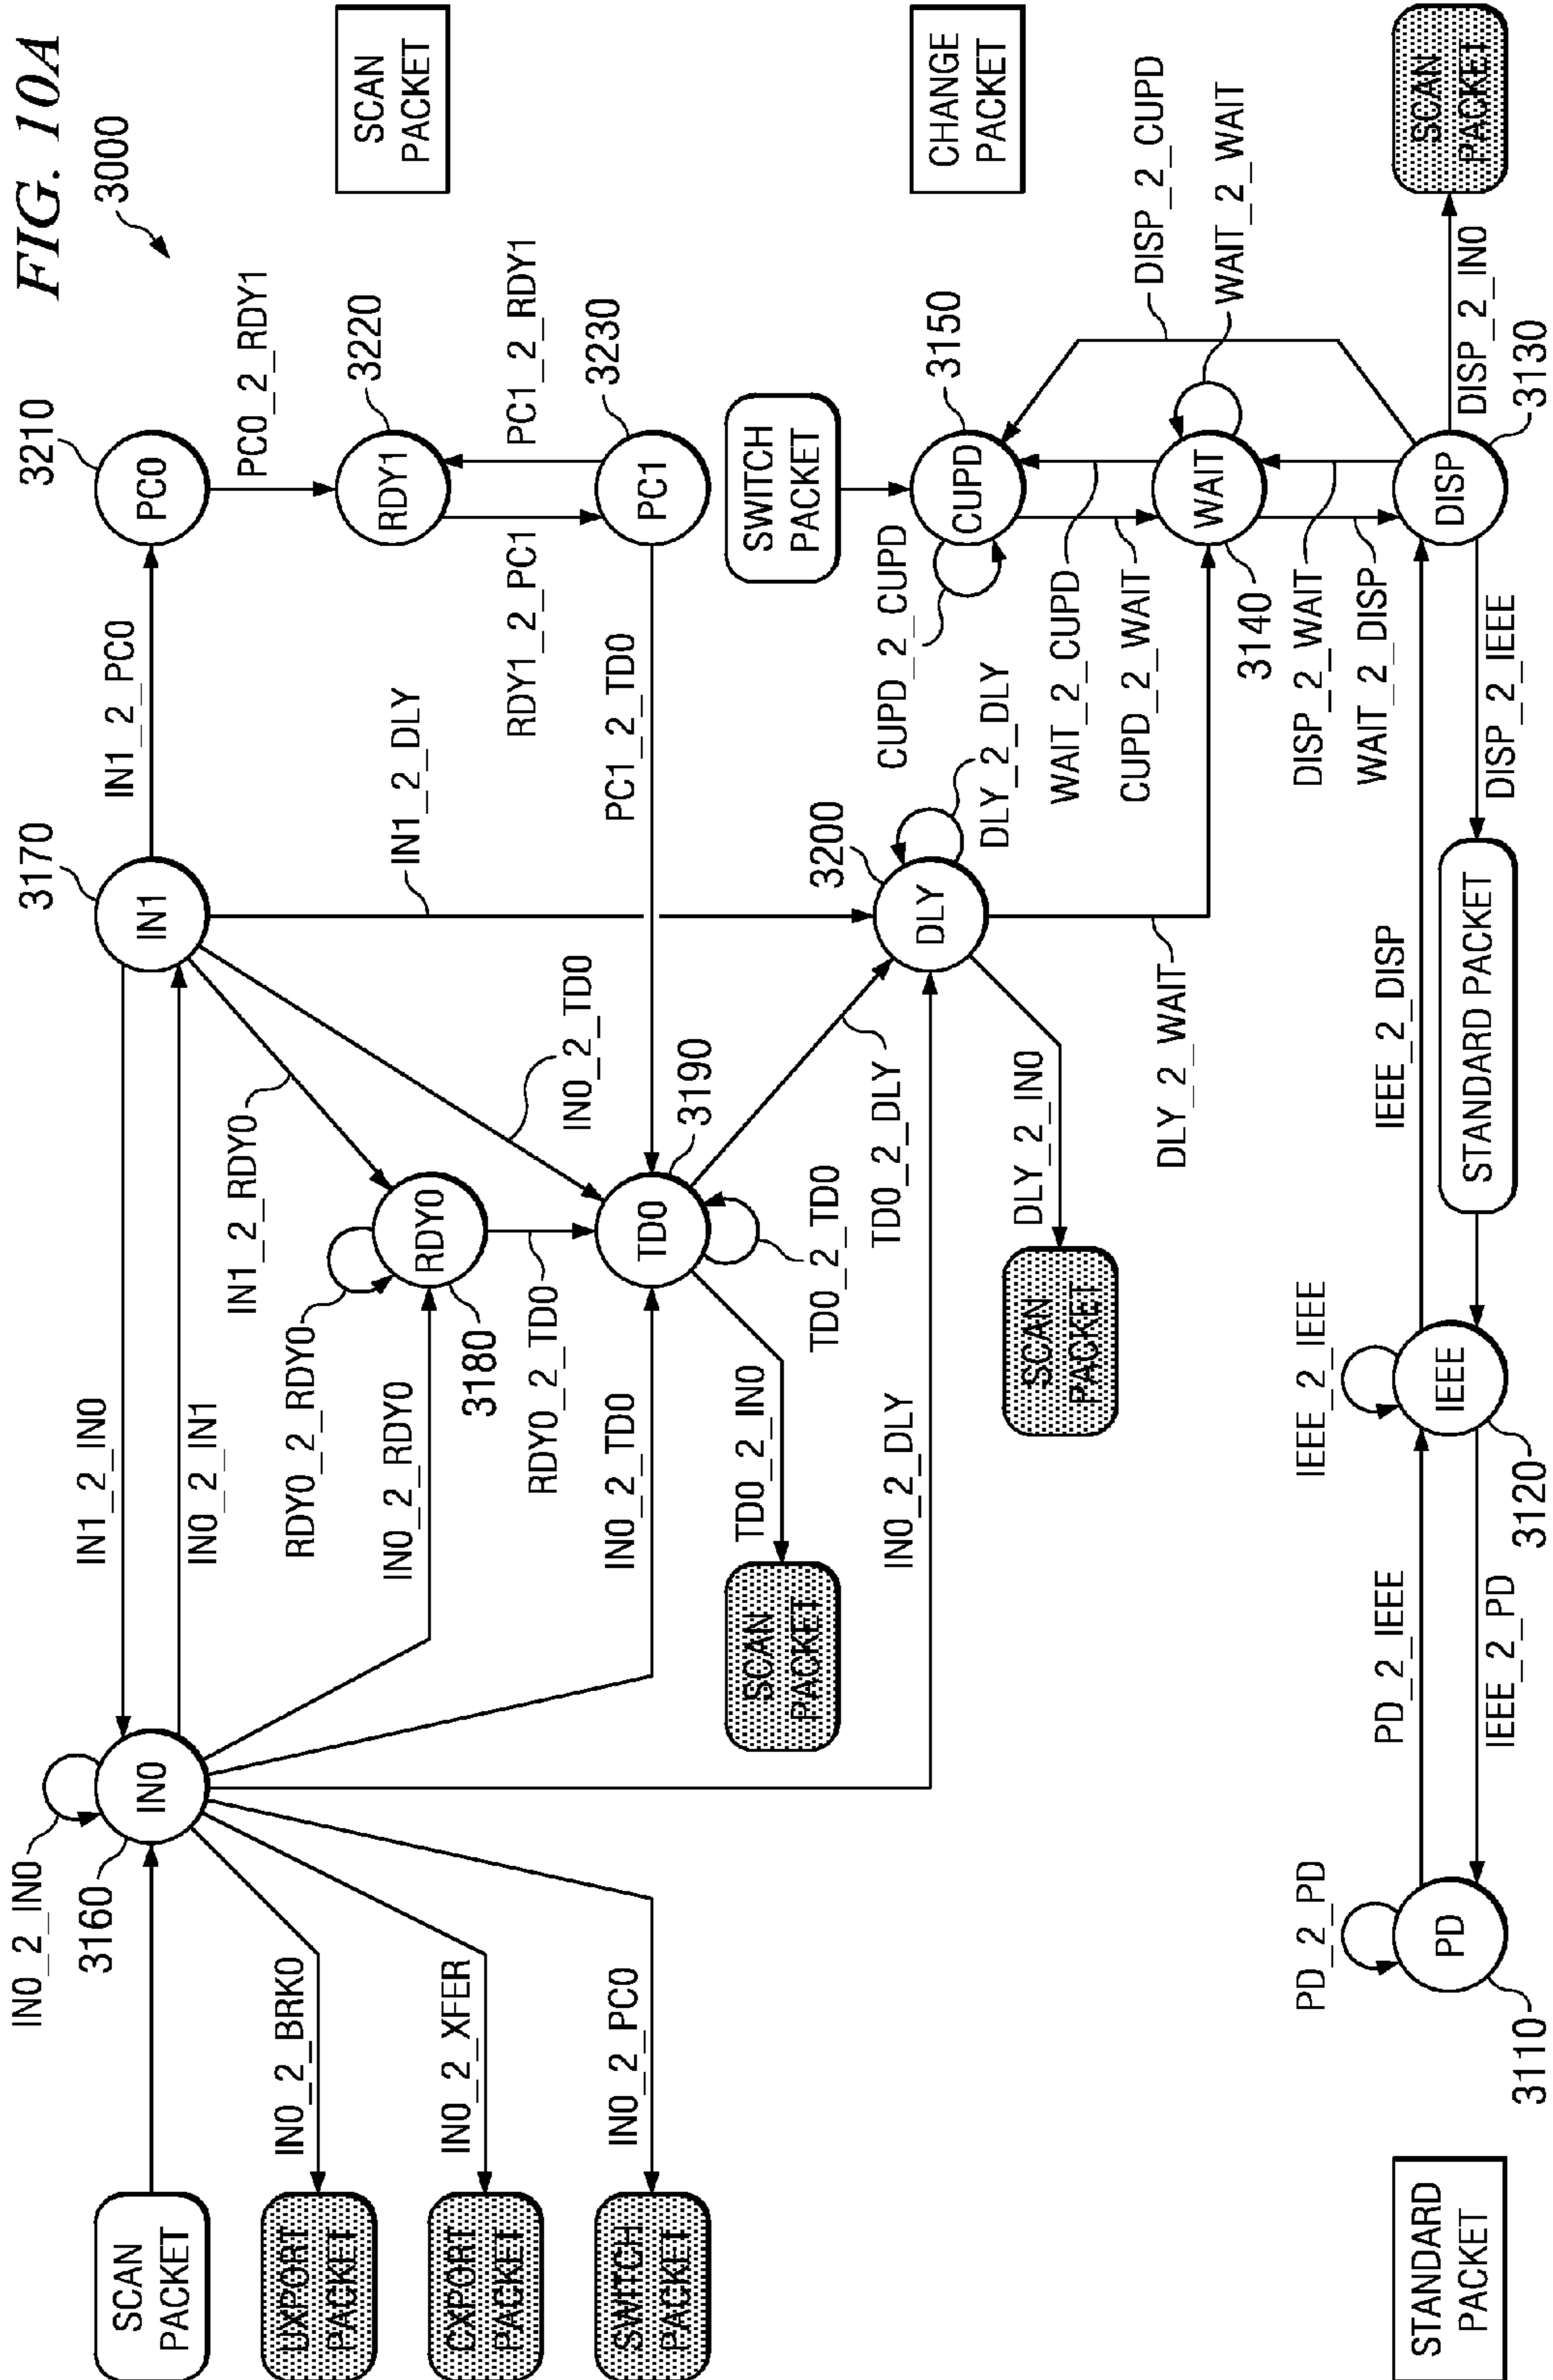 FIG. 10A
3000
SCAN
PACKET
IN0_2_IN0
3160
IN0
IN1_2_IN0
IN0_2_IN1
3170
IN1
IN1_2_PC0
3210
PC0
PC0_2_RDY1
SCAN
PACKET
UXPORT
PACKET
IN0_2_BRK0
CXPORT
PACKET
IN0_2_XFER
SWITCH
PACKET
IN0_2_PC0
RDY0_2_RDY0
IN1_2_RDY0
IN0_2_RDY0
RDY0
3180
RDY0_2_TD0
IN1_2_DLY
3220
RDY1
PC1_2_RDY1
RDY1_2_PC1
3230
PC1
IN0_2_TD0
IN0_2_TD0
TD0
3190
PC1_2_TD0
TD0_2_IN0
SCAN
PACKET
TD0_2_TD0
TD0_2_DLY
IN0_2_DLY
3200
DLY
DLY_2_DLY
DLY_2_IN0
SCAN
PACKET
DLY_2_WAIT
SWITCH
PACKET
CUPD_2_CUPD
CUPD
3150
CHANGE
PACKET
WAIT_2_CUPD
CUPD_2_WAIT
DISP_2_CUPD
WAIT
3140
WAIT_2_WAIT
DISP_2_WAIT
WAIT_2_DISP
STANDARD
PACKET
PD_2_PD
PD
3110
PD_2_IEEE
IEEE_2_PD
IEEE_2_IEEE
IEEE
3120
IEEE_2_DISP
STANDARD PACKET
DISP_2_IEEE
DISP
3130
DISP_2_IN0
SCAN
PACKET